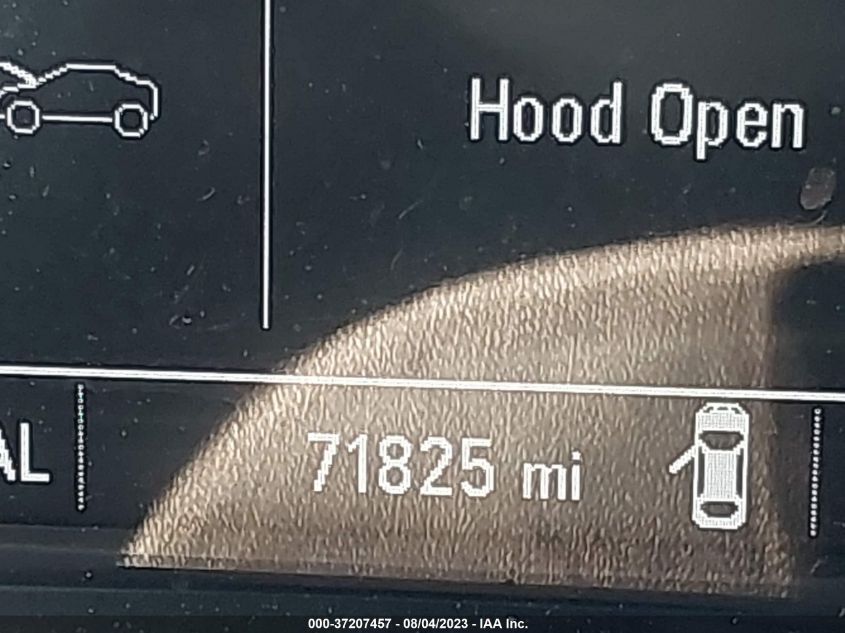 Hood Open
AL
71825 mi
000-37207457 - 08/04/2023 - IAA Inc.